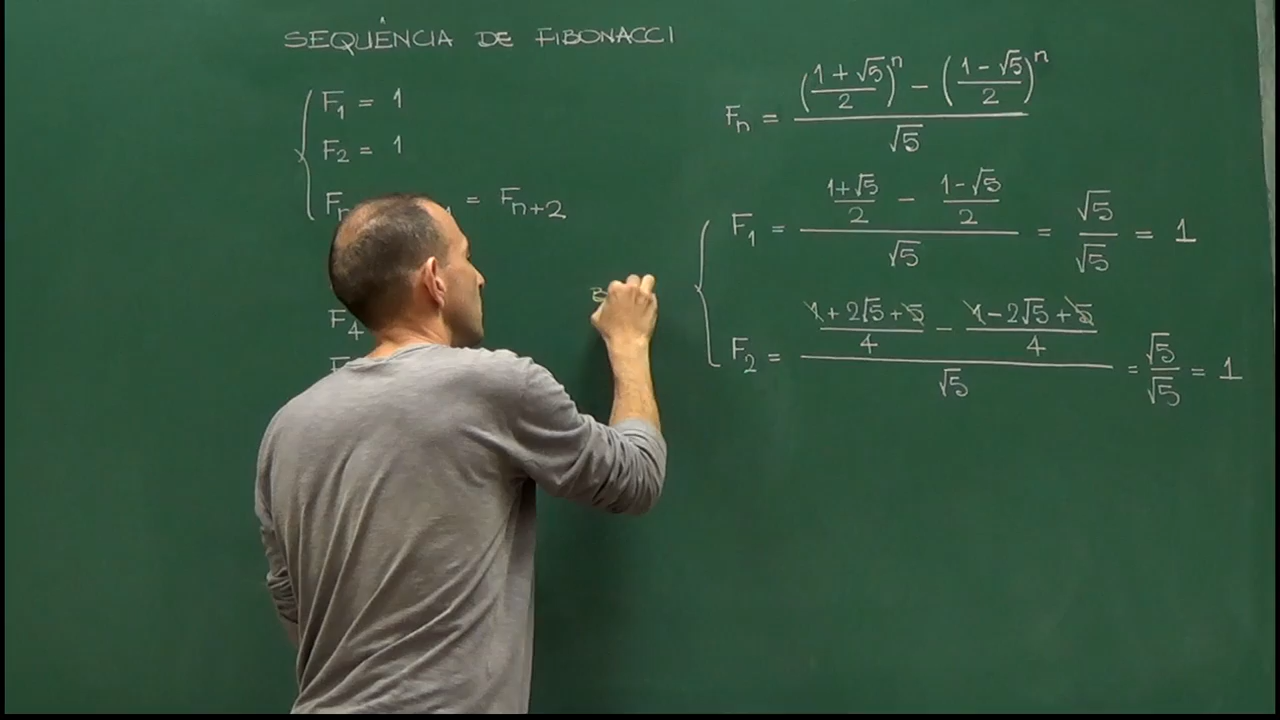 SEQUÊNCIA DE FIBONACCI
F₁ = 1
F₂ = 1
Fₙ = Fₙ₊₂
F₄
Fₙ = (((1 + √5)/2)ⁿ - ((1 - √5)/2)ⁿ)/√5
F₁ = ((1+√5)/2 - (1-√5)/2)/√5 = √5/√5 = 1
F₂ = ((1 + 2√5 + 5)/4 - (1 - 2√5 + 5)/4)/√5 = √5/√5 = 1